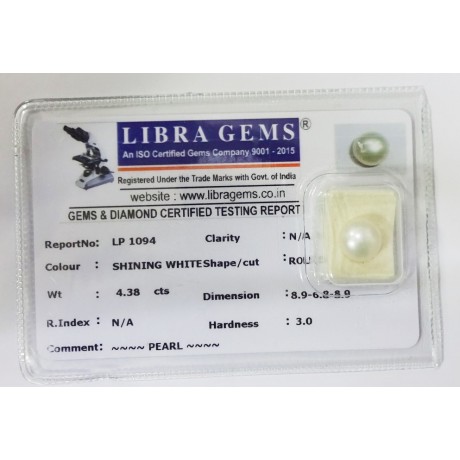 LIBRA GEMS ®
An ISO Certified Gems Company 9001 - 2015
Registered Under the Trade Marks with Govt. of India
website : www.libragems.co.in
GEMS & DIAMOND CERTIFIED TESTING REPORT
ReportNo: LP 1094 Clarity : N/A
Colour : SHINING WHITE Shape/cut :
Wt : 4.38 cts Dimension : 8.9-6.8-8.9
R.Index : N/A Hardness : 3.0
Comment: ~~~~ PEARL ~~~~